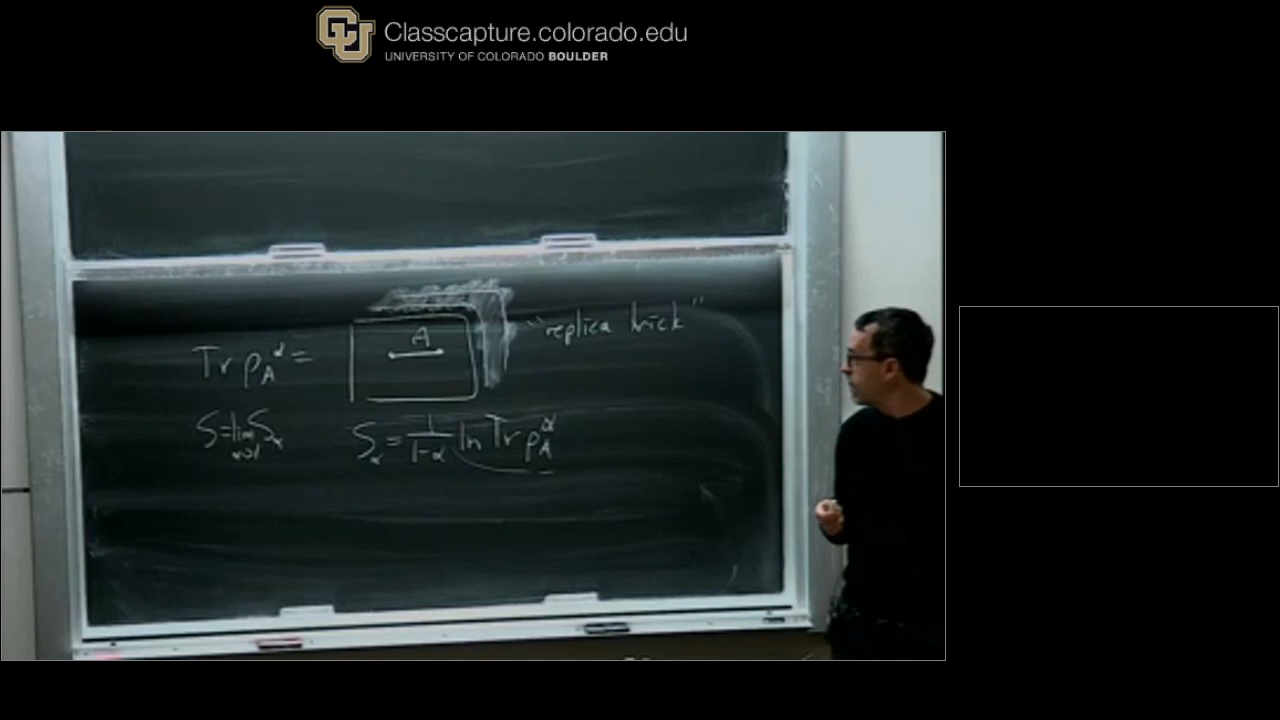 CU Classcapture.colorado.edu
UNIVERSITY OF COLORADO BOULDER
A "replica trick"
Tr ρ_A^α =
S=lim_{α→1} S_α S_α = 1/(1-α) ln Tr ρ_A^α